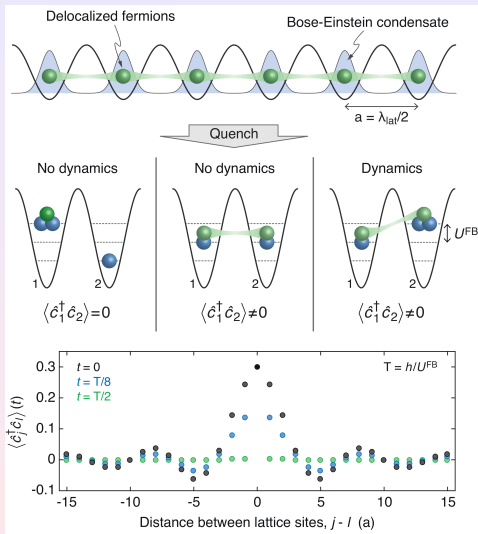 Delocalized fermions
Bose-Einstein condensate
a = λlat/2
Quench
No dynamics
No dynamics
Dynamics
U^FB
1 2
1 2
1 2
⟨ĉ₁†ĉ₂⟩=0
⟨ĉ₁†ĉ₂⟩≠0
⟨ĉ₁†ĉ₂⟩≠0
t = 0
t = T/8
t = T/2
T = h/U^FB
⟨ĉⱼ†ĉₗ⟩(t)
0.3
0.2
0.1
0
-0.1
-15 -10 -5 0 5 10 15
Distance between lattice sites, j - l (a)